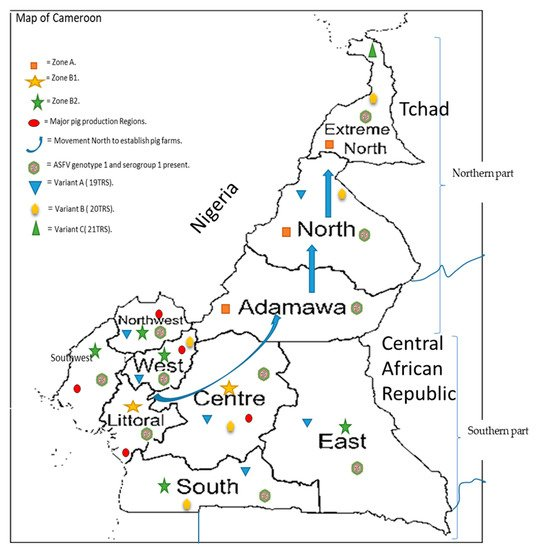 Map of Cameroon
= Zone A.
= Zone B1.
= Zone B2.
= Major pig production Regions.
= Movement North to establish pig farms.
= ASFV genotype 1 and serogroup 1 present.
= Variant A ( 19TRS).
= Variant B ( 20TRS).
= Variant C( 21TRS).
Tchad
Extreme
North
Northern part
Nigeria
North
Adamawa
Northwest
Southwest
West
Central
African
Republic
Centre
Littoral
East
Southern part
South